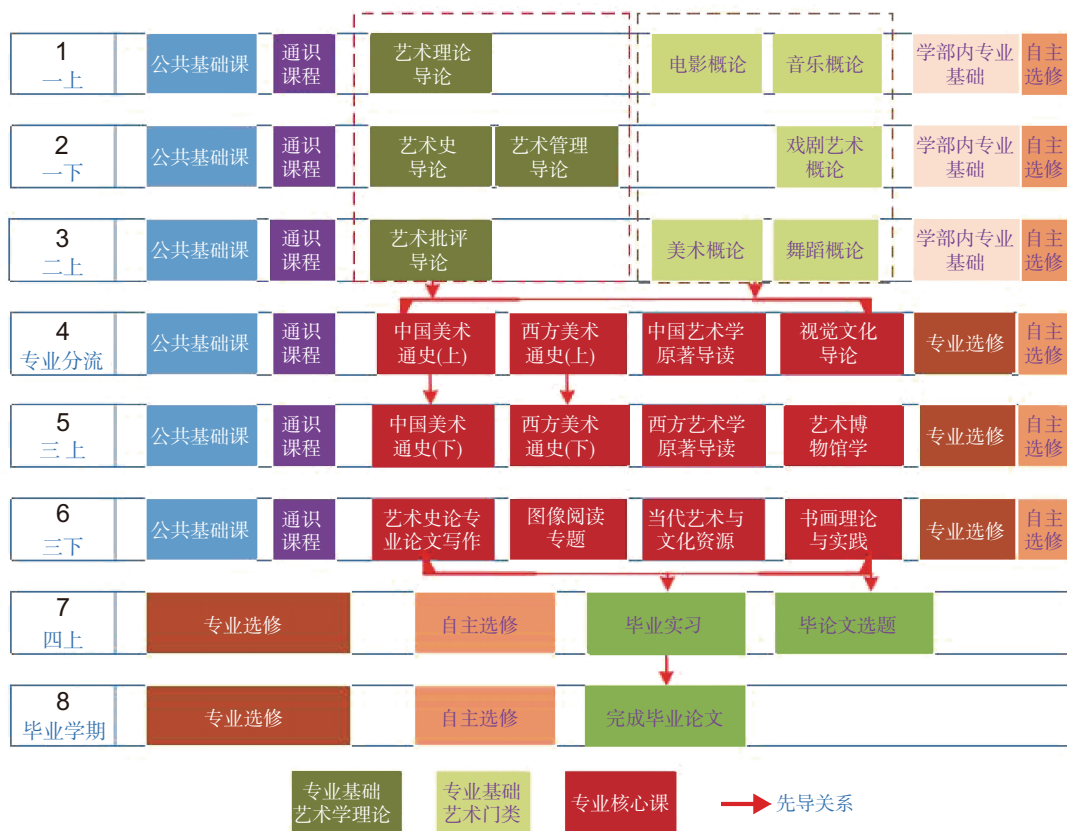 1
一上
公共基础课
通识
课程
艺术理论
导论
电影概论
音乐概论
学部内专业
基础
自主
选修
2
一下
公共基础课
通识
课程
艺术史
导论
艺术管理
导论
戏剧艺术
概论
学部内专业
基础
自主
选修
3
二上
公共基础课
通识
课程
艺术批评
导论
美术概论
舞蹈概论
学部内专业
基础
自主
选修
4
专业分流
公共基础课
通识
课程
中国美术
通史(上)
西方美术
通史(上)
中国艺术学
原著导读
视觉文化
导论
专业选修
自主
选修
5
三 上
公共基础课
通识
课程
中国美术
通史(下)
西方美术
通史(下)
西方艺术学
原著导读
艺术博
物馆学
专业选修
自主
选修
6
三下
公共基础课
通识
课程
艺术史论专
业论文写作
图像阅读
专题
当代艺术与
文化资源
书画理论
与实践
专业选修
自主
选修
7
四上
专业选修
自主选修
毕业实习
毕论文选题
8
毕业学期
专业选修
自主选修
完成毕业论文
专业基础
艺术学理论
专业基础
艺术门类
专业核心课
先导关系